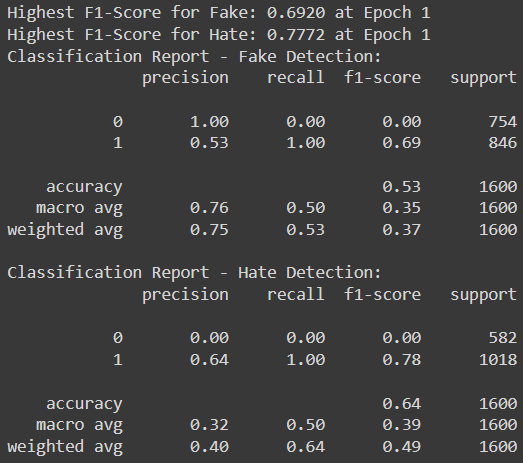 Highest F1-Score for Fake: 0.6920 at Epoch 1
Highest F1-Score for Hate: 0.7772 at Epoch 1
Classification Report - Fake Detection:
precision recall f1-score support
0 1.00 0.00 0.00 754
1 0.53 1.00 0.69 846
accuracy 0.53 1600
macro avg 0.76 0.50 0.35 1600
weighted avg 0.75 0.53 0.37 1600
Classification Report - Hate Detection:
precision recall f1-score support
0 0.00 0.00 0.00 582
1 0.64 1.00 0.78 1018
accuracy 0.64 1600
macro avg 0.32 0.50 0.39 1600
weighted avg 0.40 0.64 0.49 1600